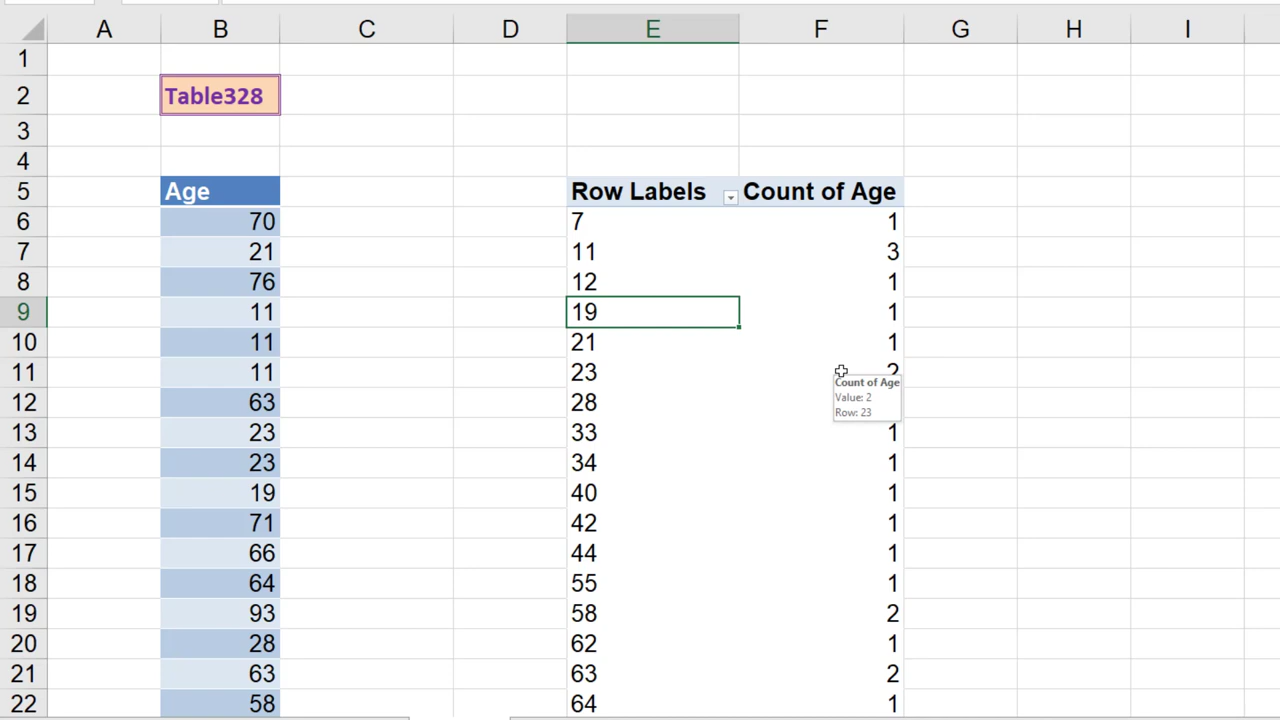 A B C D E F G H I
1
2 Table328
3
4
5 Age Row Labels Count of Age
6 70 7 1
7 21 11 3
8 76 12 1
9 11 19 1
10 11 21 1
11 11 23 2
Count of Age
Value: 2
Row: 23
12 63 28
13 23 33 1
14 23 34 1
15 19 40 1
16 71 42 1
17 66 44 1
18 64 55 1
19 93 58 2
20 28 62 1
21 63 63 2
22 58 64 1